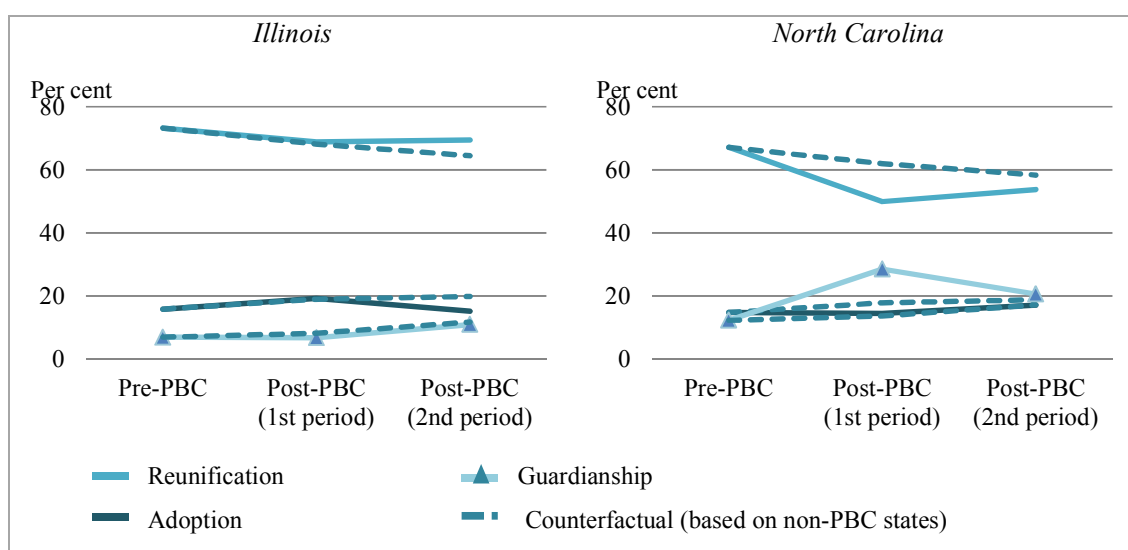 Illinois
North Carolina
Per cent
80
60
40
20
0
Pre-PBC
Post-PBC
(1st period)
Post-PBC
(2nd period)
Per cent
80
60
40
20
0
Pre-PBC
Post-PBC
(1st period)
Post-PBC
(2nd period)
Reunification
Guardianship
Adoption
Counterfactual (based on non-PBC states)